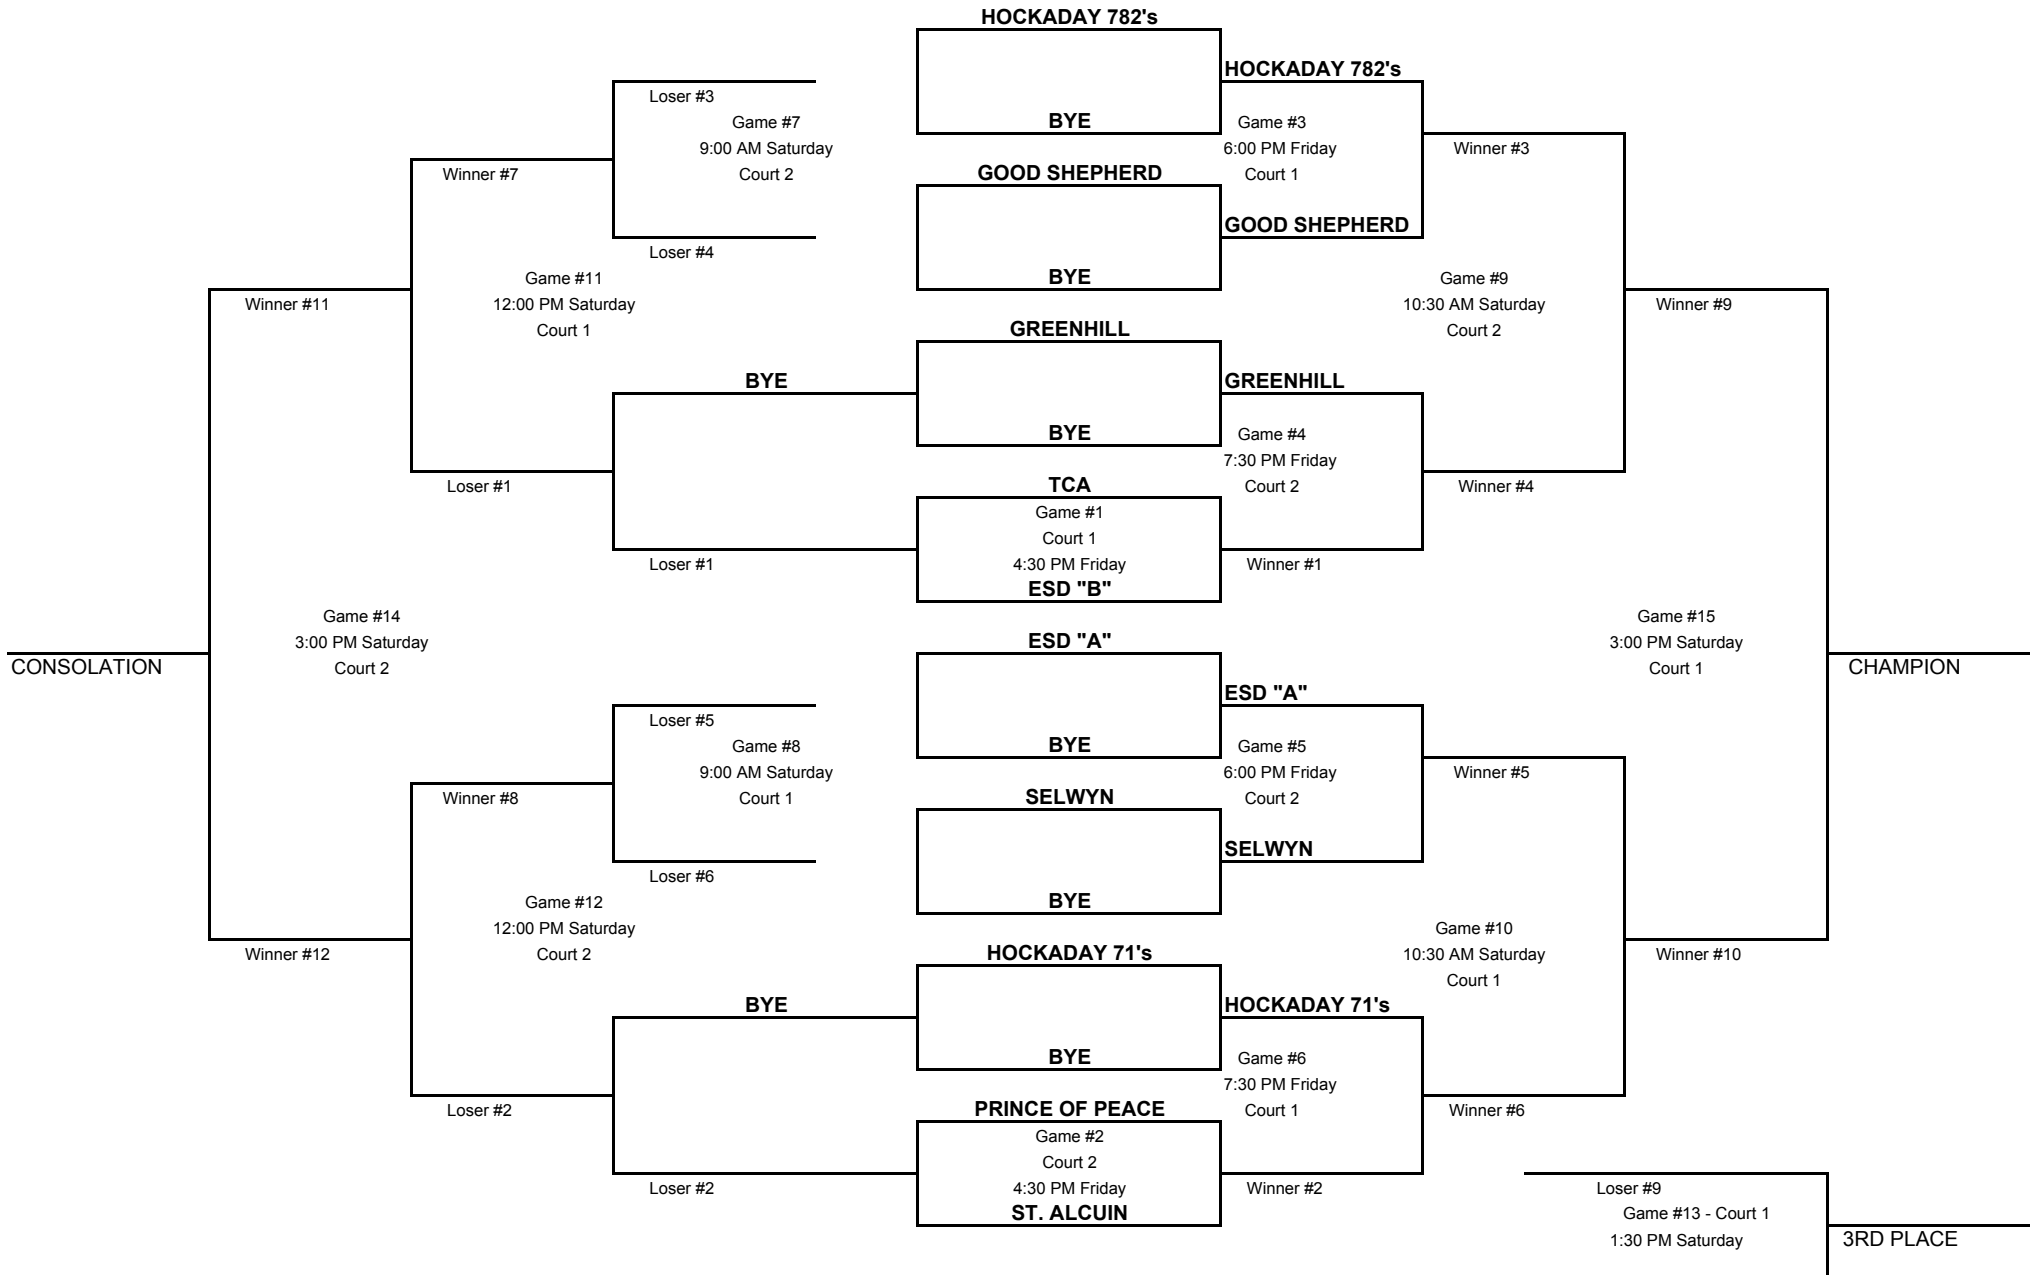 HOCKADAY 782's
HOCKADAY 782's
Loser #3
Game #7
BYE
Game #3
9:00 AM Saturday
6:00 PM Friday
Winner #3
Winner #7
Court 2
GOOD SHEPHERD
Court 1
GOOD SHEPHERD
Loser #4
Game #11
BYE
Game #9
Winner #11
12:00 PM Saturday
10:30 AM Saturday
Winner #9
Court 1
GREENHILL
Court 2
BYE
GREENHILL
BYE
Game #4
7:30 PM Friday
Loser #1
TCA
Court 2
Winner #4
Game #1
Court 1
Loser #1
4:30 PM Friday
Winner #1
ESD "B"
Game #14
Game #15
3:00 PM Saturday
ESD "A"
3:00 PM Saturday
CONSOLATION
Court 2
Court 1
CHAMPION
ESD "A"
Loser #5
Game #8
BYE
Game #5
9:00 AM Saturday
6:00 PM Friday
Winner #5
Winner #8
Court 1
SELWYN
Court 2
SELWYN
Loser #6
Game #12
BYE
12:00 PM Saturday
Game #10
Winner #12
Court 2
HOCKADAY 71's
10:30 AM Saturday
Winner #10
Court 1
BYE
HOCKADAY 71's
BYE
Game #6
7:30 PM Friday
Loser #2
PRINCE OF PEACE
Court 1
Winner #6
Game #2
Court 2
Loser #2
4:30 PM Friday
Winner #2
Loser #9
ST. ALCUIN
Game #13 - Court 1
1:30 PM Saturday
3RD PLACE